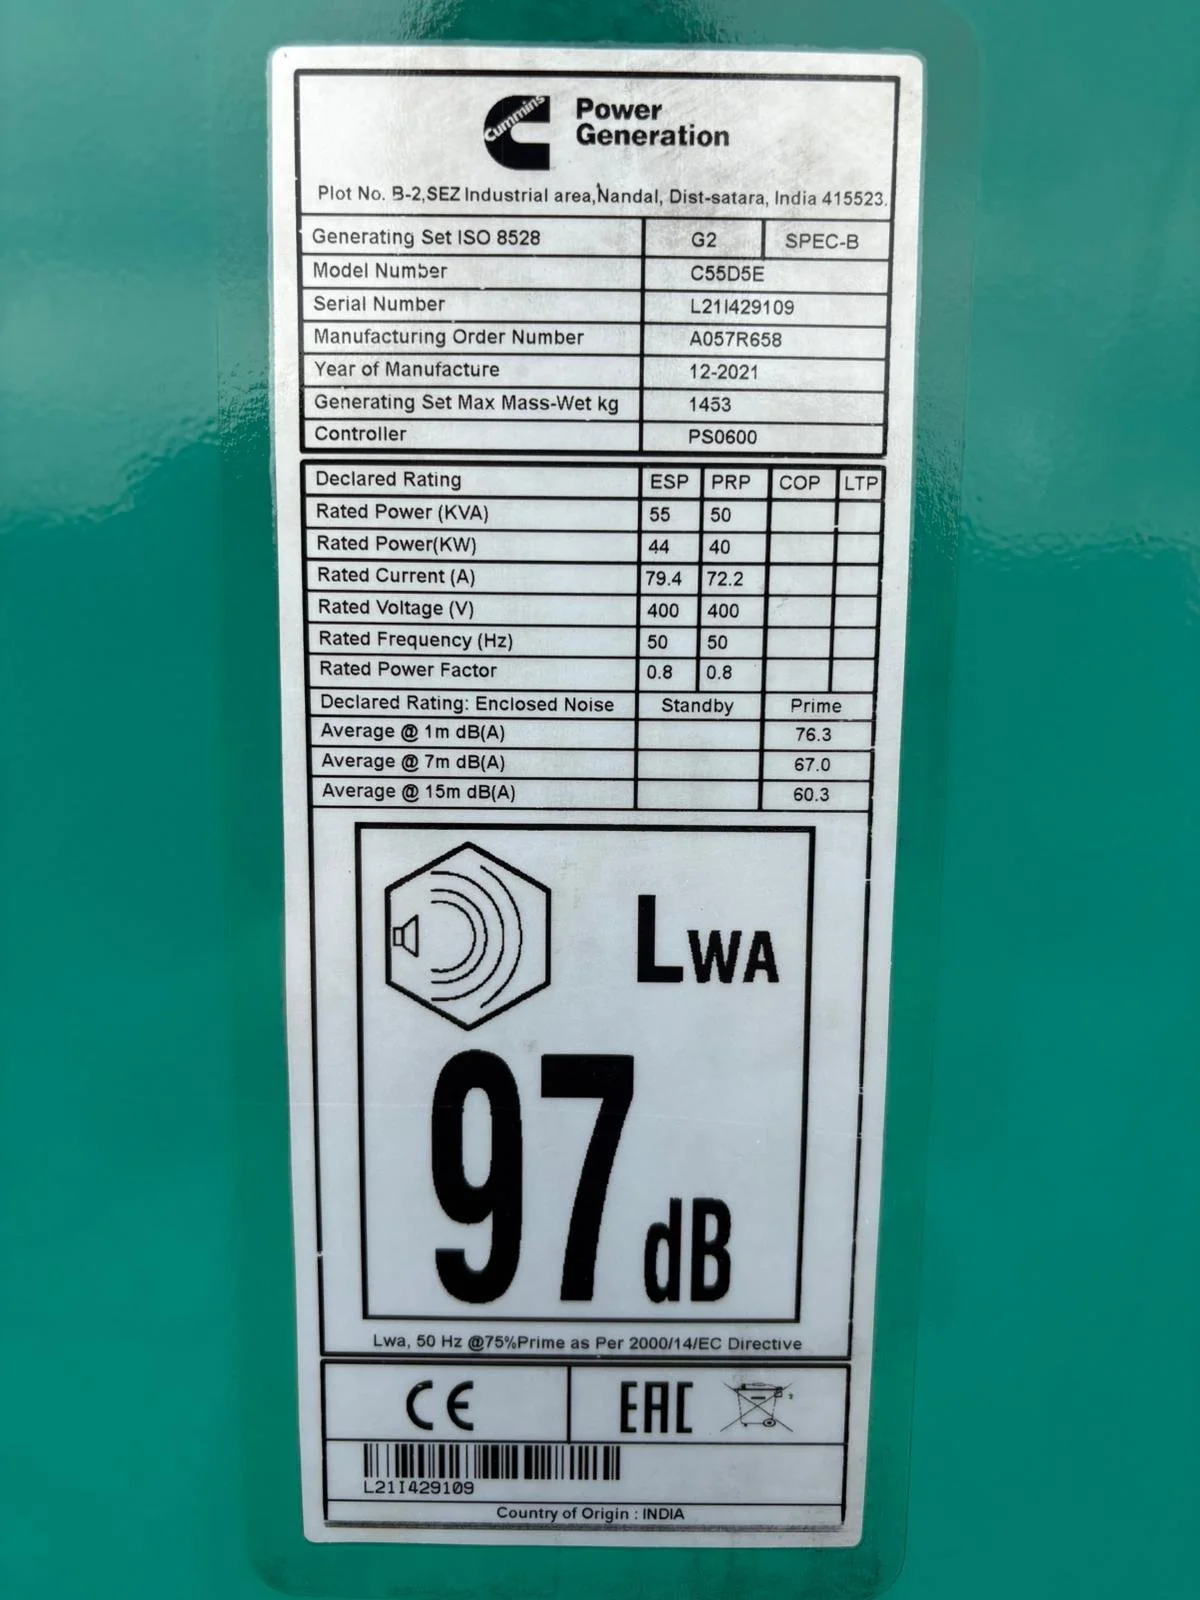 Cummins
Power
Generation
Plot No. B-2,SEZ Industrial area,Nandal, Dist-satara, India 415523.
Generating Set ISO 8528 G2 SPEC-B
Model Number C55D5E
Serial Number L21I429109
Manufacturing Order Number A057R658
Year of Manufacture 12-2021
Generating Set Max Mass-Wet kg 1453
Controller PS0600
Declared Rating ESP PRP COP LTP
Rated Power (KVA) 55 50
Rated Power(KW) 44 40
Rated Current (A) 79.4 72.2
Rated Voltage (V) 400 400
Rated Frequency (Hz) 50 50
Rated Power Factor 0.8 0.8
Declared Rating: Enclosed Noise Standby Prime
Average @ 1m dB(A) 76.3
Average @ 7m dB(A) 67.0
Average @ 15m dB(A) 60.3
LWA
97 dB
Lwa, 50 Hz @75%Prime as Per 2000/14/EC Directive
CE EAC
L21I429109
Country of Origin : INDIA